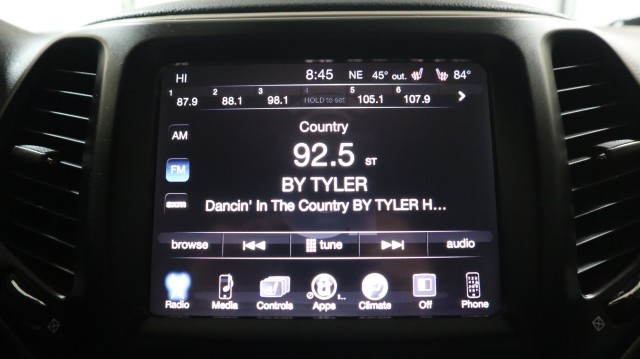 HI 8:45 NE 45° out. 84°
1 87.9 2 88.1 3 98.1 4 HOLD to set 5 105.1 6 107.9
Country
AM
92.5 ST
FM
BY TYLER
sxm
Dancin' In The Country BY TYLER H...
browse tune audio
Radio Media Controls Apps Climate Off Phone